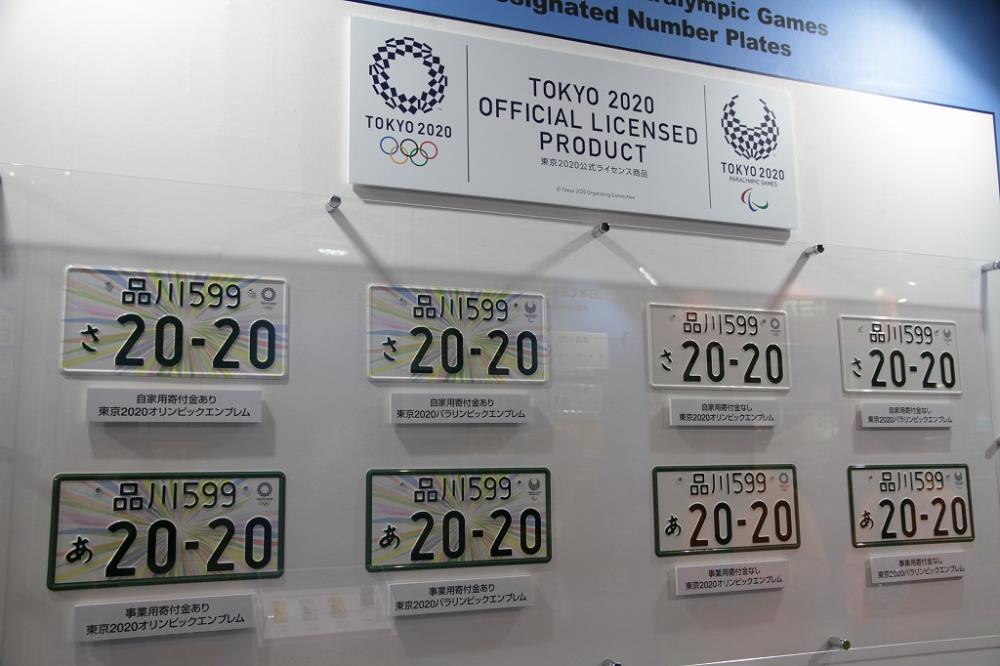 aralympic Games
signated Number Plates
TOKYO 2020
TOKYO 2020
OFFICIAL LICENSED
PRODUCT
東京2020公式ライセンス商品
© Tokyo 2020 Organising Committee
TOKYO 2020
PARALYMPIC GAMES
品川599
さ 20-20
自家用寄付金あり
東京2020オリンピックエンブレム
品川599
さ 20-20
自家用寄付金あり
東京2020パラリンピックエンブレム
品川599
さ 20-20
自家用寄付金なし
東京2020オリンピックエンブレム
品川599
さ 20-20
自家用寄付金なし
東京2020パラリンピックエンブレム
品川599
あ 20-20
事業用寄付金あり
東京2020オリンピックエンブレム
品川599
あ 20-20
事業用寄付金あり
東京2020パラリンピックエンブレム
品川599
あ 20-20
事業用寄付金なし
東京2020オリンピックエンブレム
品川599
あ 20-20
事業用寄付金なし
東京2020パラリンピックエンブレム